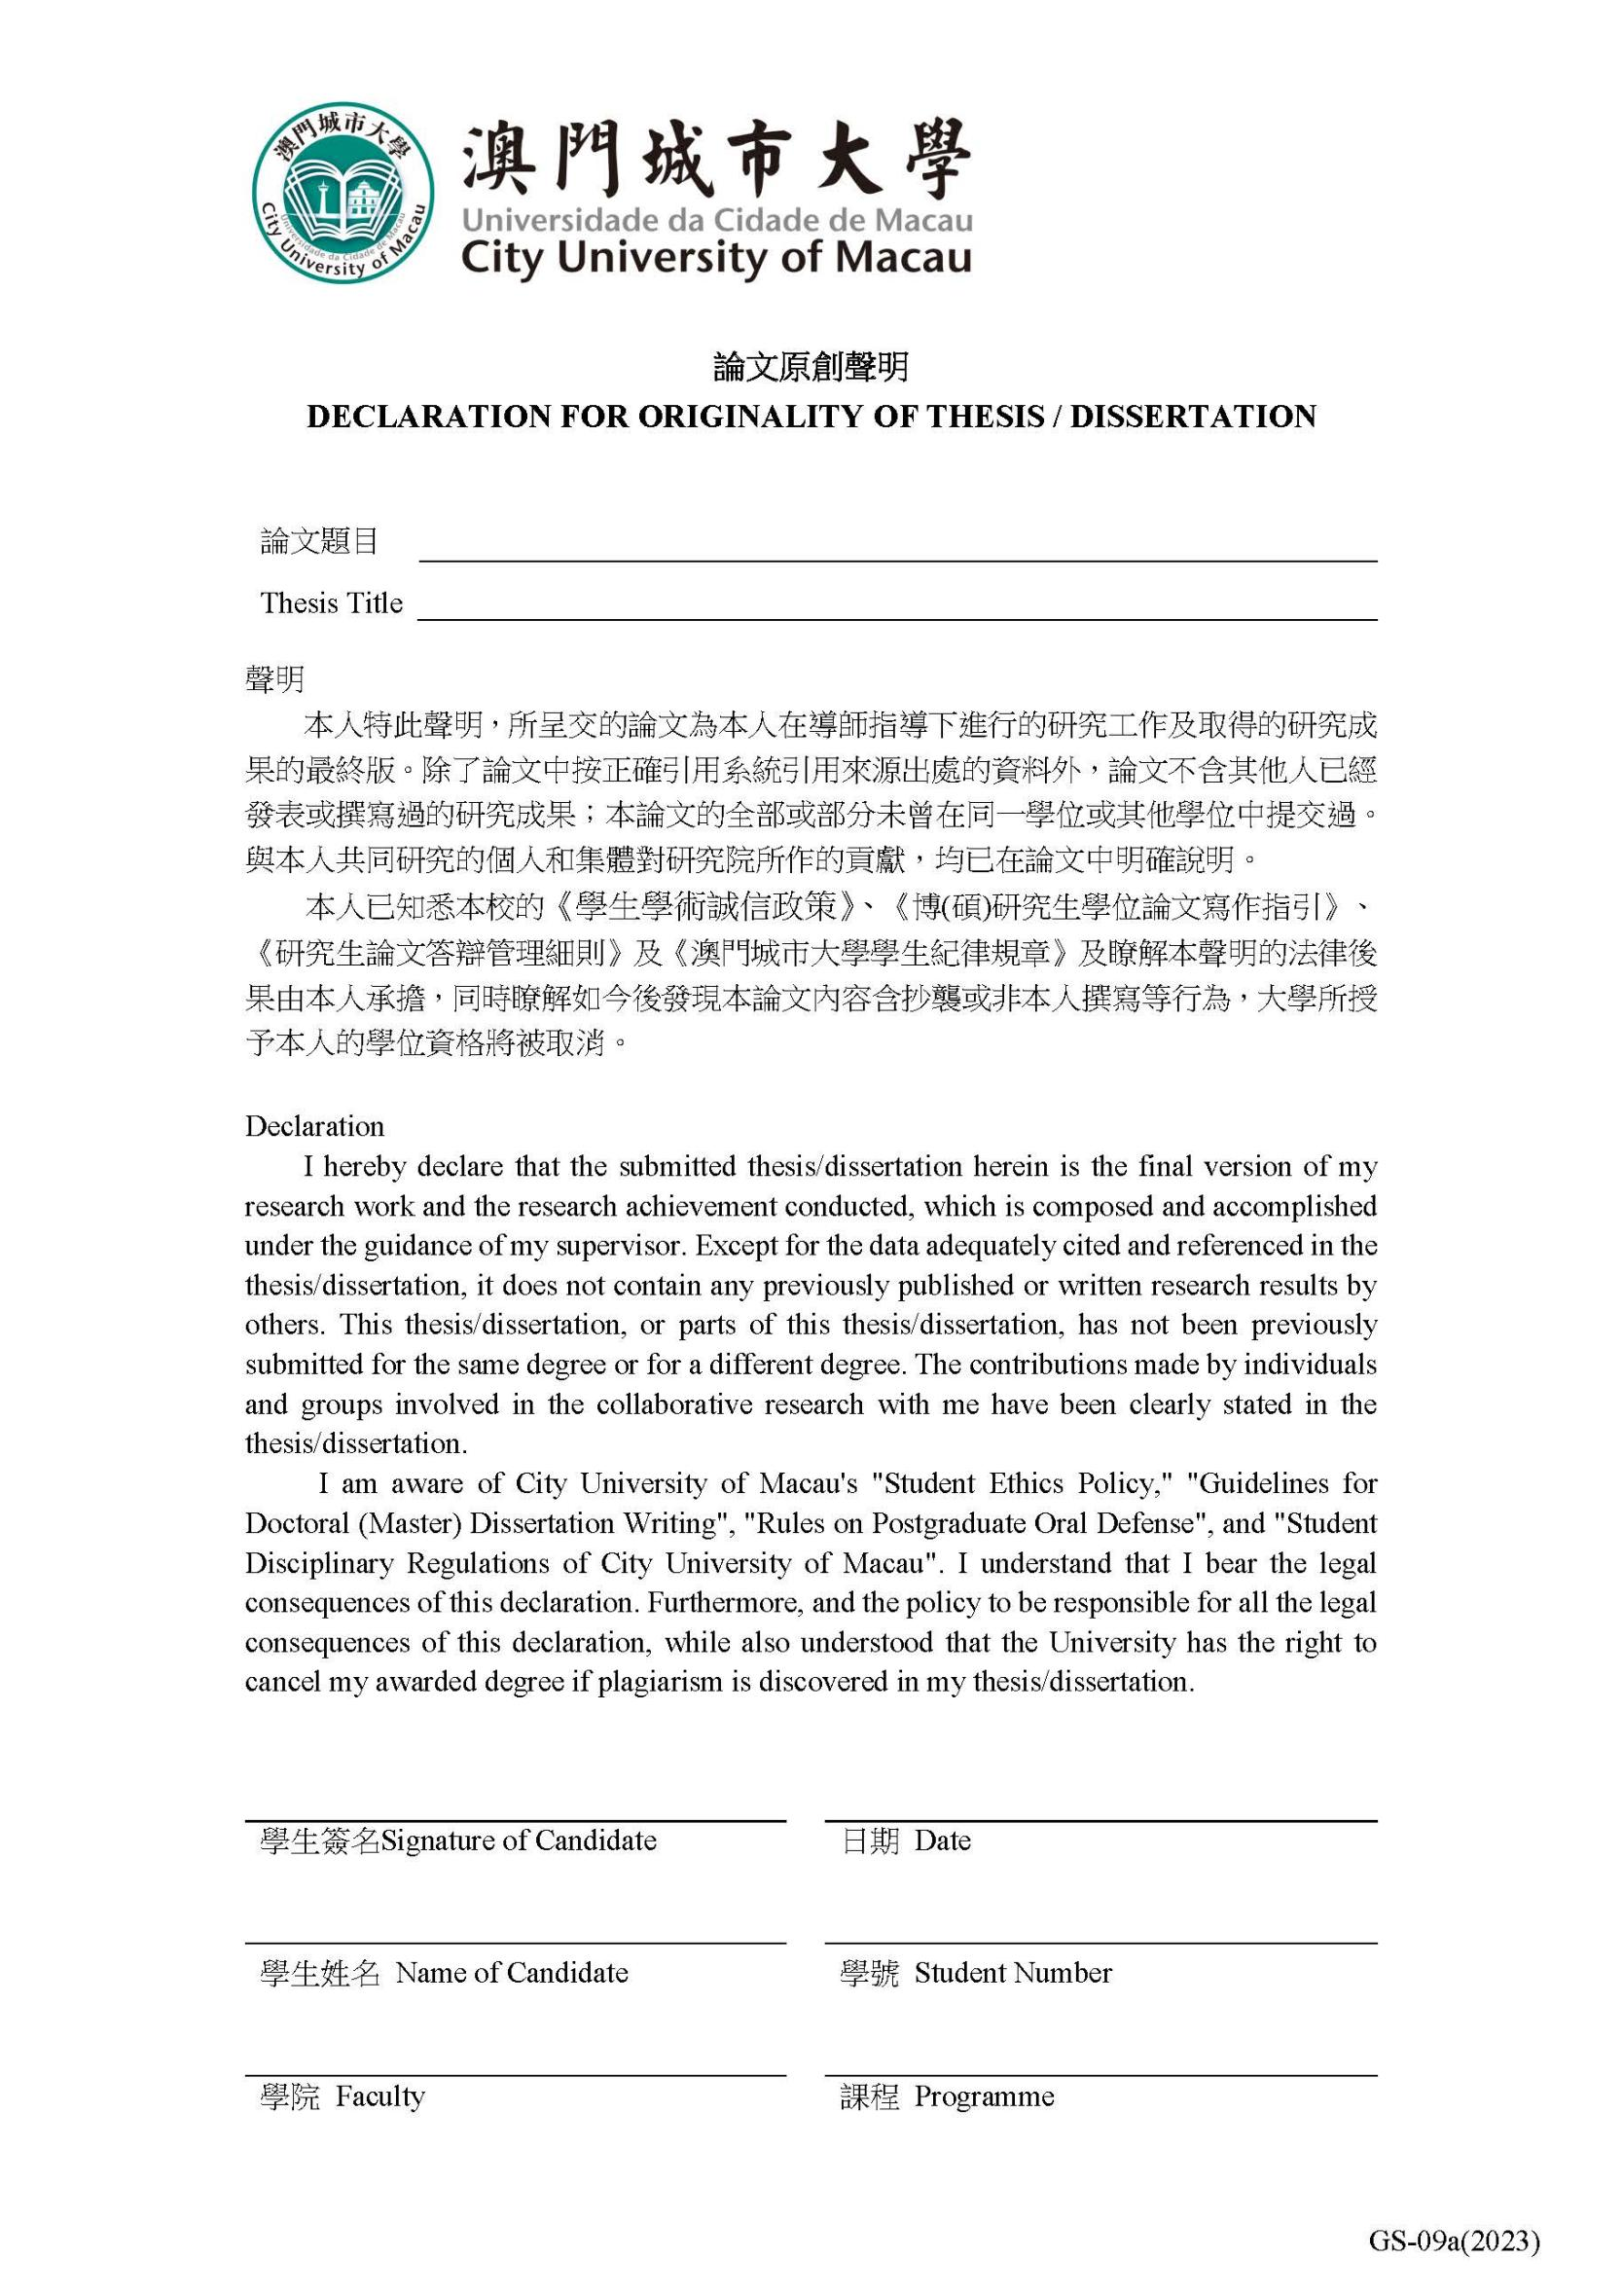 澳門城市大學
City University of Macau
Universidade da Cidade de Macau
澳門城市大學
Universidade da Cidade de Macau
City University of Macau
論文原創聲明
DECLARATION FOR ORIGINALITY OF THESIS / DISSERTATION
論文題目
Thesis Title
聲明
本人特此聲明，所呈交的論文為本人在導師指導下進行的研究工作及取得的研究成
果的最終版。除了論文中按正確引用系統引用來源出處的資料外，論文不含其他人已經
發表或撰寫過的研究成果；本論文的全部或部分未曾在同一學位或其他學位中提交過。
與本人共同研究的個人和集體對研究院所作的貢獻，均已在論文中明確說明。
本人已知悉本校的《學生學術誠信政策》、《博(碩)研究生學位論文寫作指引》、
《研究生論文答辯管理細則》及《澳門城市大學學生紀律規章》及瞭解本聲明的法律後
果由本人承擔，同時瞭解如今後發現本論文內容含抄襲或非本人撰寫等行為，大學所授
予本人的學位資格將被取消。
Declaration
I hereby declare that the submitted thesis/dissertation herein is the final version of my
research work and the research achievement conducted, which is composed and accomplished
under the guidance of my supervisor. Except for the data adequately cited and referenced in the
thesis/dissertation, it does not contain any previously published or written research results by
others. This thesis/dissertation, or parts of this thesis/dissertation, has not been previously
submitted for the same degree or for a different degree. The contributions made by individuals
and groups involved in the collaborative research with me have been clearly stated in the
thesis/dissertation.
I am aware of City University of Macau's "Student Ethics Policy," "Guidelines for
Doctoral (Master) Dissertation Writing", "Rules on Postgraduate Oral Defense", and "Student
Disciplinary Regulations of City University of Macau". I understand that I bear the legal
consequences of this declaration. Furthermore, and the policy to be responsible for all the legal
consequences of this declaration, while also understood that the University has the right to
cancel my awarded degree if plagiarism is discovered in my thesis/dissertation.
學生簽名Signature of Candidate 日期 Date
學生姓名 Name of Candidate 學號 Student Number
學院 Faculty 課程 Programme
GS-09a(2023)